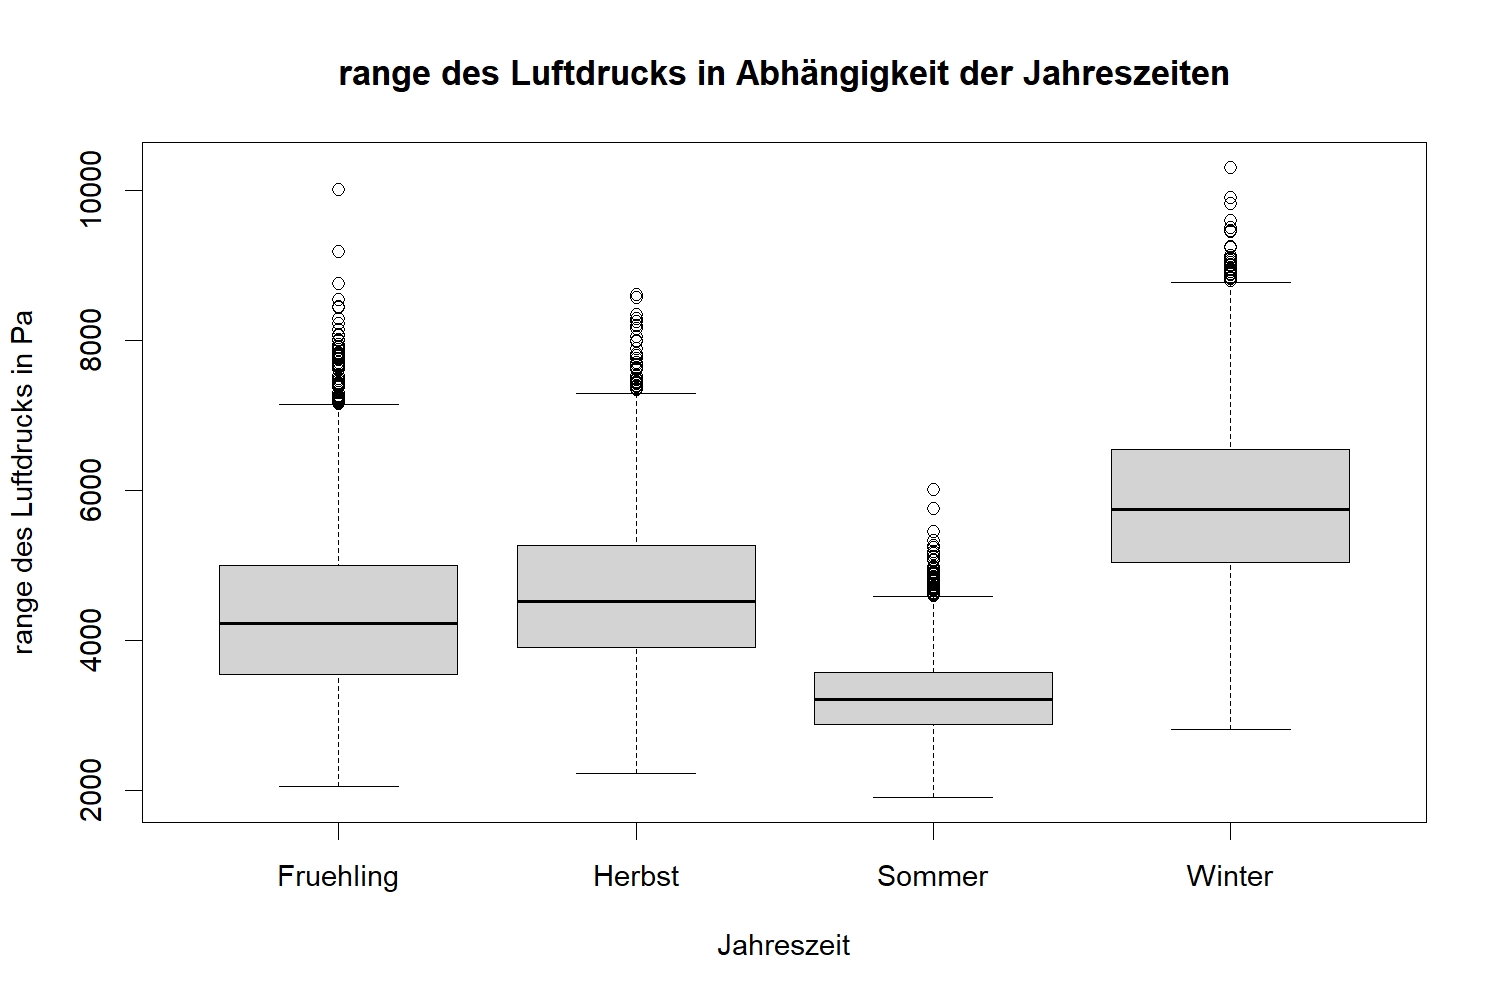 range des Luftdrucks in Abhängigkeit der Jahreszeiten
range des Luftdrucks in Pa
10000
8000
6000
4000
2000
Fruehling Herbst Sommer Winter
Jahreszeit